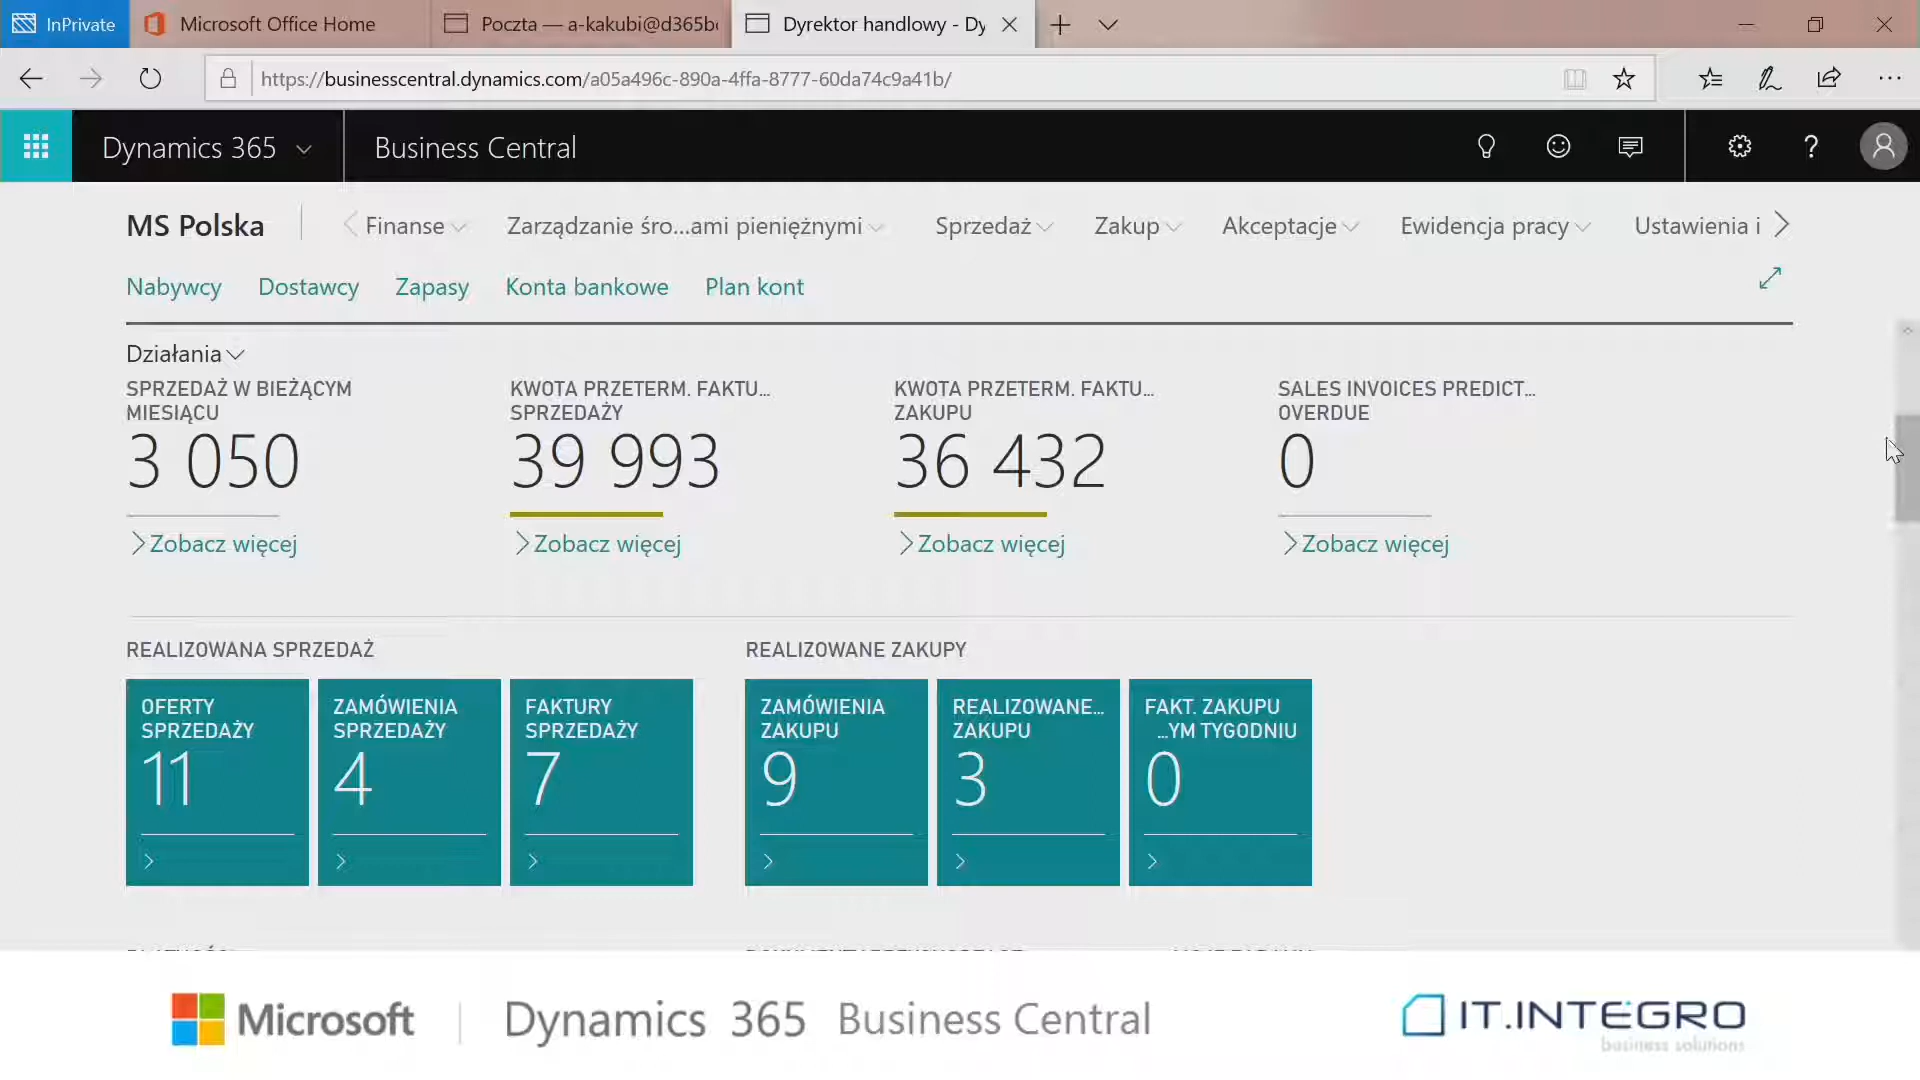 InPrivate
Microsoft Office Home
Poczta — a-kakubi@d365b
Dyrektor handlowy - Dy
https://businesscentral.dynamics.com/a05a496c-890a-4ffa-8777-60da74c9a41b/
Dynamics 365
Business Central
MS Polska
Finanse
Zarządzanie śro...ami pieniężnymi
Sprzedaż
Zakup
Akceptacje
Ewidencja pracy
Ustawienia i
Nabywcy
Dostawcy
Zapasy
Konta bankowe
Plan kont
Działania
SPRZEDAŻ W BIEŻĄCYM
MIESIĄCU
3 050
Zobacz więcej
KWOTA PRZETERM. FAKTU...
SPRZEDAŻY
39 993
Zobacz więcej
KWOTA PRZETERM. FAKTU...
ZAKUPU
36 432
Zobacz więcej
SALES INVOICES PREDICT...
OVERDUE
0
Zobacz więcej
REALIZOWANA SPRZEDAŻ
OFERTY
SPRZEDAŻY
11
ZAMÓWIENIA
SPRZEDAŻY
4
FAKTURY
SPRZEDAŻY
7
REALIZOWANE ZAKUPY
ZAMÓWIENIA
ZAKUPU
9
REALIZOWANE...
ZAKUPU
3
FAKT. ZAKUPU
...YM TYGODNIU
0
Microsoft
Dynamics 365 Business Central
IT.INTEGRO
business solutions